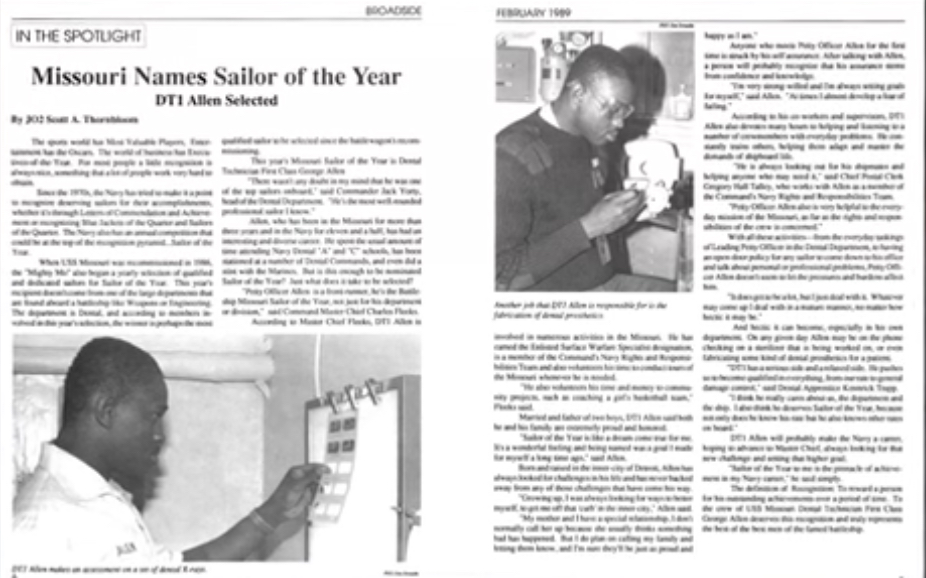 BROADSIDE
IN THE SPOTLIGHT
Missouri Names Sailor of the Year
DT1 Allen Selected
By JO2 Scott A. Thornbloom
The sports world has Most Valuable Players, Enter-
tainment has the Oscars. The world of business has Execu-
tives-of-the Year. For most people a little recognition is
always nice, something that a lot of people work very hard to
obtain.
Since the 1970s, the Navy has tried to make it a point
to recognize deserving sailors for their accomplishments,
whether it's through Letters of Commendation and Achieve-
ment or recognizing Blue Jackets of the Quarter and Sailors
of the Quarter. The Navy also has an annual competition that
could be at the top of the recognition pyramid...Sailor of the
Year.
When USS Missouri was recommissioned in 1986,
the "Mighty Mo" also began a yearly selection of qualified
and dedicated sailors for Sailor of the Year. This year's
recipient doesn't come from one of the large departments that
are found aboard a battleship like Weapons or Engineering.
The department is Dental, and according to members in-
volved in this year's selection, the winner is perhaps the most
qualified sailor to be selected since the battlewagon's recom-
missioning.
This year's Missouri Sailor of the Year is Dental
Technician First Class George Allen
"There wasn't any doubt in my mind that he was one
of the top sailors onboard," said Commander Jack Yorty,
head of the Dental Department. "He's the most well-rounded
professional sailor I know."
Allen, who has been in the Missouri for more than
three years and in the Navy for eleven and a half, has had an
interesting and diverse career. He spent the usual amount of
time attending Navy Dental "A" and "C" schools, has been
stationed at a number of Dental Commands, and even did a
stint with the Marines. But is this enough to be nominated
Sailor of the Year? Just what does it take to be selected?
"Petty Officer Allen is a front-runner, he's the Battle-
ship Missouri Sailor of the Year, not just for his department
or division," said Command Master Chief Charles
According to Master Chief DT1 Allen is
ALLEN
DT1 Allen makes an assessment on a set of dental X-rays.
FEBRUARY 1989
Another job that DT1 Allen is responsible for is the
fabrication of dental prosthetics.
involved in numerous activities in the Missouri. He has
earned the Enlisted Surface Warfare Specialist designation,
is a member of the Command's Navy Rights and Responsi-
bilities Team and also volunteers his time to conduct tours of
the Missouri whenever he is needed.
"He also volunteers his time and money to commu-
nity projects, such as coaching a girl's basketball team,"
said.
Married and father of two boys, DT1 Allen said both
he and his family are extremely proud and honored.
"Sailor of the Year is like a dream come true for me.
It's a wonderful feeling and being named was a goal I made
for myself a long time ago," said Allen.
Born and raised in the inner-city of Detroit, Allen has
always looked for challenges in his life and has never backed
away from any of those challenges that have come his way.
"Growing up, I was always looking for ways to better
myself, to get me off that 'curb' in the inner city," Allen said.
"My mother and I have a special relationship, I don't
normally call her up because she usually thinks something
bad has happened. But I do plan on calling my family and
letting them know, and I'm sure they'll be just as proud and
happy as I am."
Anyone who meets Petty Officer Allen for the first
time is struck by his self assurance. After talking with Allen,
a person will probably recognize that his assurance stems
from confidence and knowledge.
"I'm very strong willed and I'm always setting goals
for myself," said Allen. "At times I almost develop a fear of
failing."
According to his co-workers and supervisors, DT1
Allen also devotes many hours to helping and listening to a
number of crewmembers with everyday problems. He con-
stantly trains others, helping them adapt and master the
demands of shipboard life.
"He is always looking out for his shipmates and
helping anyone who may need it," said Chief Postal Clerk
Gregory Hall Talley, who works with Allen as a member of
the Command's Navy Rights and Responsibilities Team.
"Petty Officer Allen also is very helpful to the every-
day mission of the Missouri, as far as the rights and respon-
sibilities of the crew is concerned."
With all these activities--from the everyday taskings
of Leading Petty Officer in the Dental Department, to having
an open door policy for any sailor to come down to his office
and talk about personal or professional problems, Petty Offi-
cer Allen doesn't seem to let the pressures and burdens affect
him.
"It does get to be a lot, but I just deal with it. Whatever
may come up I deal with in a mature manner, no matter how
hectic it may be."
And hectic it can become, especially in his own
department. On any given day Allen may be on the phone
checking on a sterilizer that is being worked on, or even
fabricating some kind of dental prosthetics for a patient.
"DT1 has a serious side and a relaxed side. He pushes
us to become qualified in everything, from our rate to general
damage control," said Dental Apprentice Trapp.
"I think he really cares about us, the department and
the ship. I also think he deserves Sailor of the Year, because
not only does he know his rate but he also knows other rates
on board."
DT1 Allen will probably make the Navy a career,
hoping to advance to Master Chief, always looking for that
new challenge and setting that higher goal.
"Sailor of the Year to me is the pinnacle of achieve-
ment in my Navy career," he said simply.
The definition of Recognition: To reward a person
for his outstanding achievements over a period of time. To
the crew of USS Missouri Dental Technician First Class
George Allen deserves this recognition and truly represents
the best of the best men of the famed battleship.